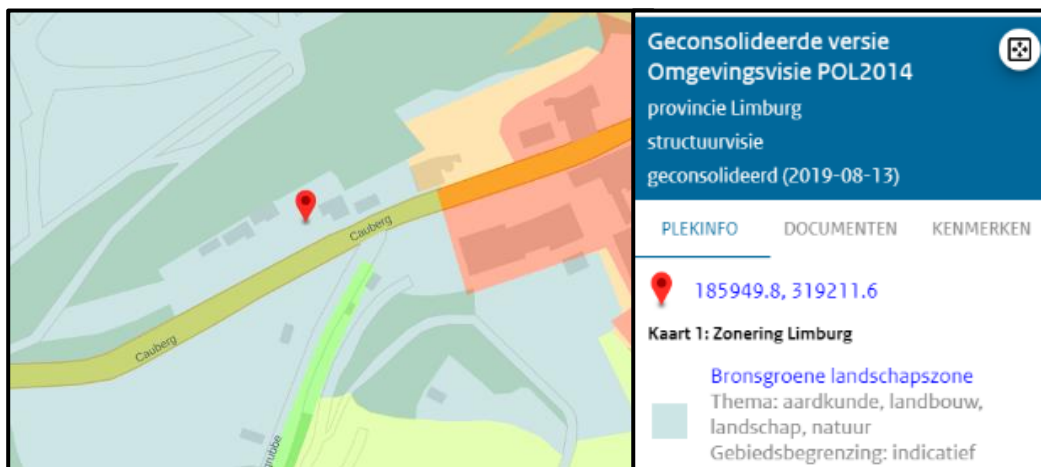 Cauberg
Cauberg
grubbe
Geconsolideerde versie
Omgevingsvisie POL2014
provincie Limburg
structuurvisie
geconsolideerd (2019-08-13)
PLEKINFO DOCUMENTEN KENMERKEN
185949.8, 319211.6
Kaart 1: Zonering Limburg
Bronsgroene landschapszone
Thema: aardkunde, landbouw,
landschap, natuur
Gebiedsbegrenzing: indicatief